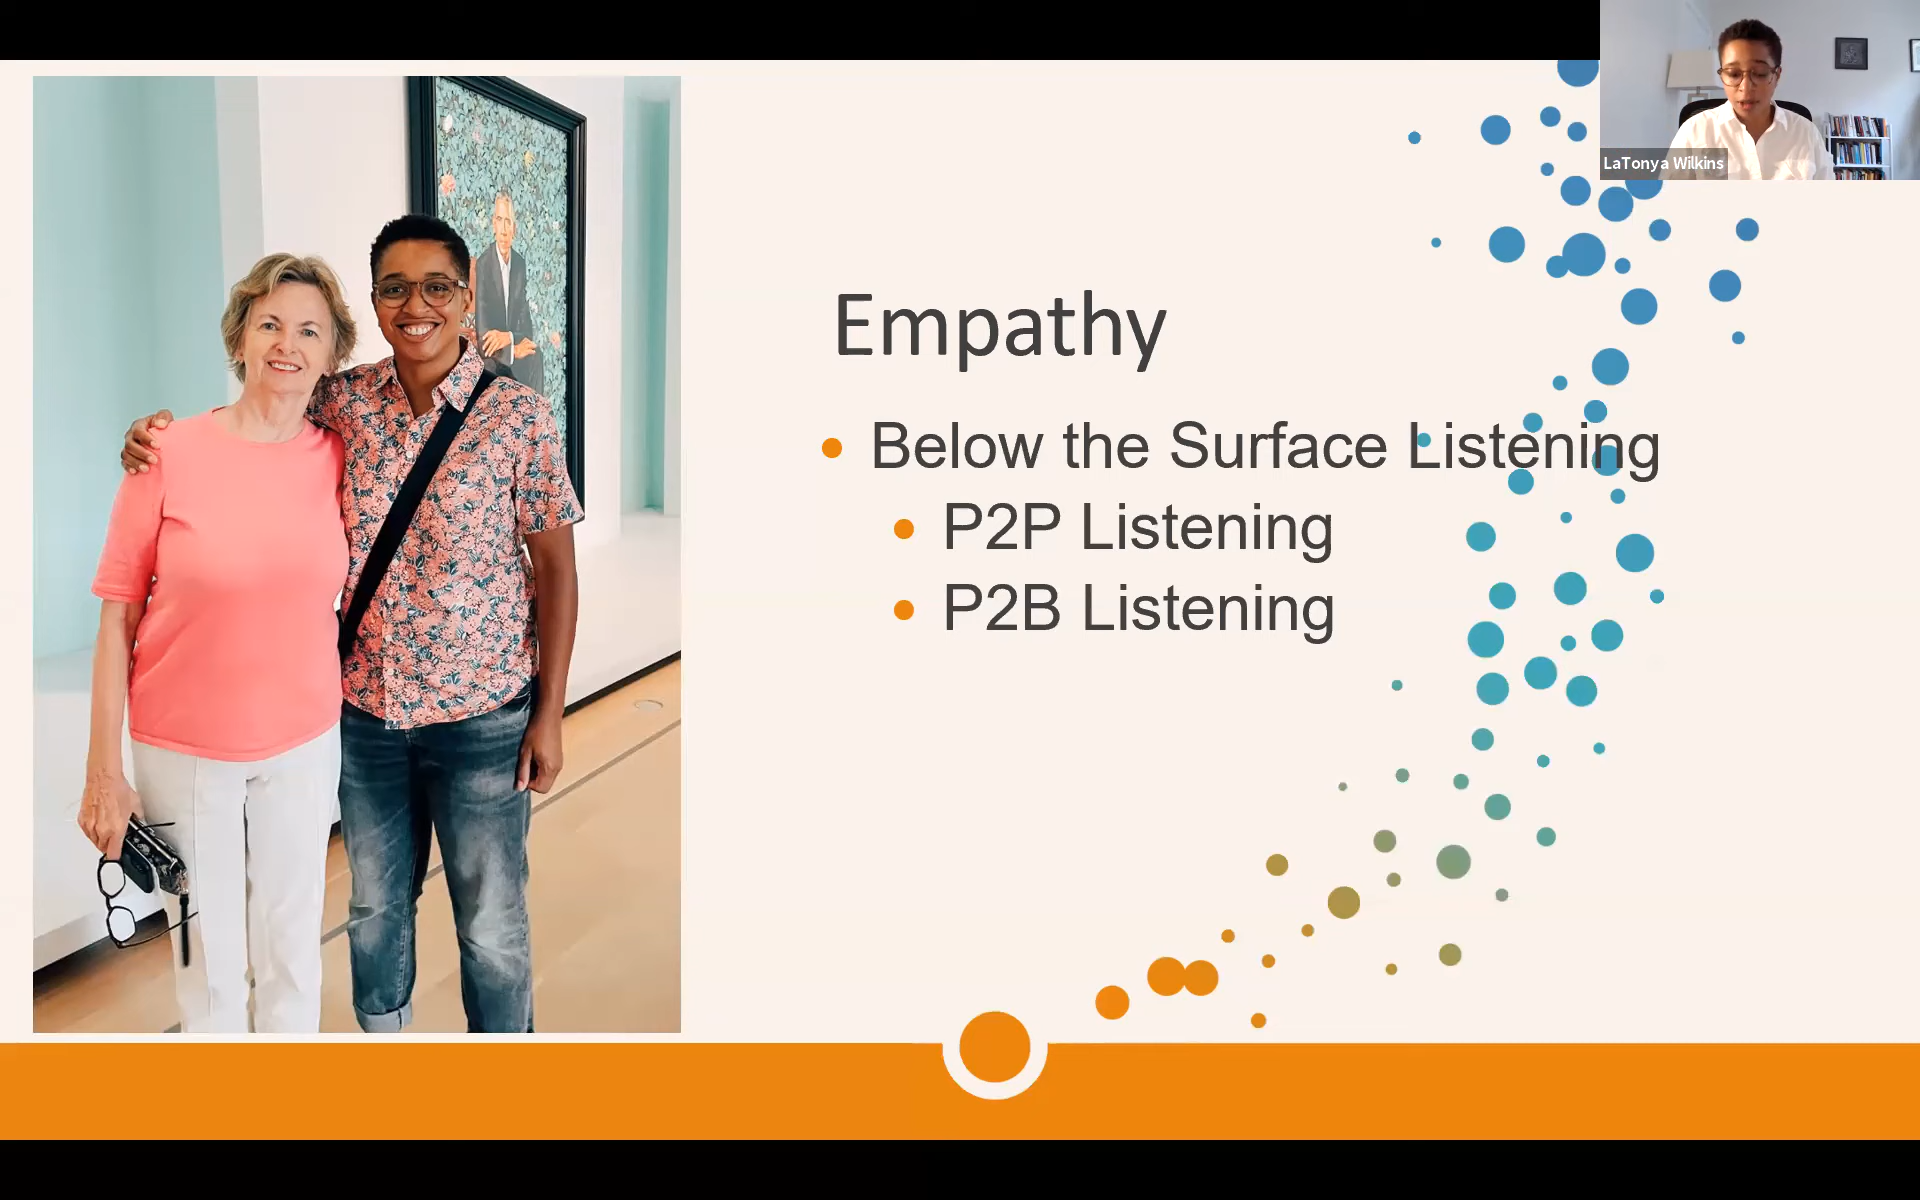 LaTonya Wilkins
Empathy
Below the Surface Listening
P2P Listening
P2B Listening